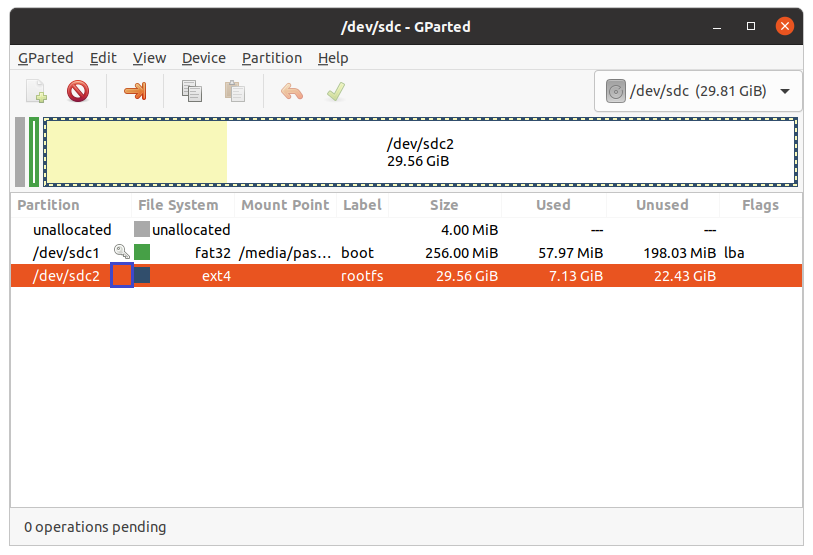 /dev/sdc - GParted
GParted Edit View Device Partition Help
/dev/sdc (29.81 GiB)
/dev/sdc2
29.56 GiB
Partition File System Mount Point Label Size Used Unused Flags
unallocated unallocated 4.00 MiB --- ---
/dev/sdc1 fat32 /media/pas... boot 256.00 MiB 57.97 MiB 198.03 MiB lba
/dev/sdc2 ext4 rootfs 29.56 GiB 7.13 GiB 22.43 GiB
0 operations pending